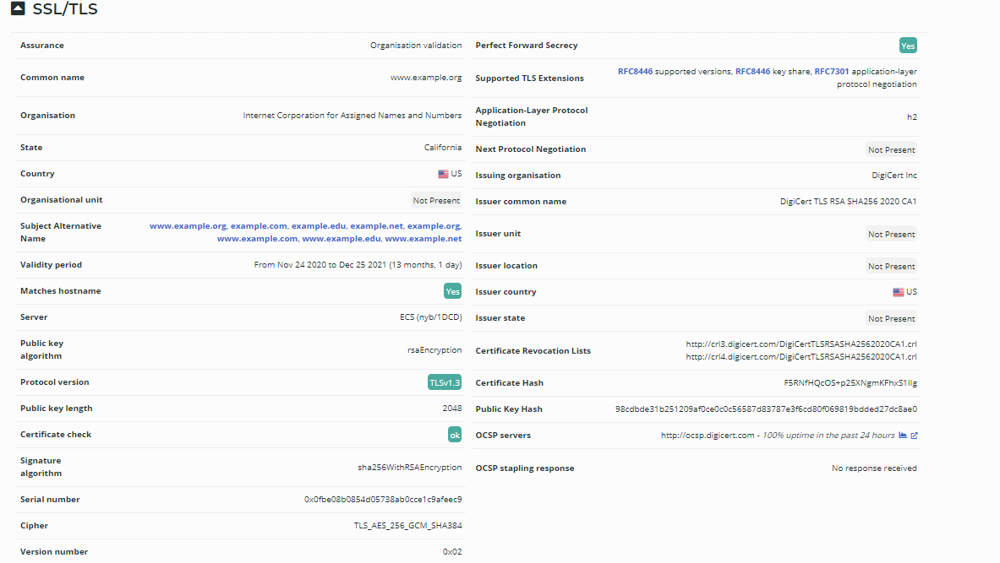 SSL/TLS
Assurance
Organisation validation
Common name
www.example.org
Organisation
Internet Corporation for Assigned Names and Numbers
State
California
Country
US
Organisational unit
Not Present
Subject Alternative
Name
www.example.org, example.com, example.edu, example.net, example.org,
www.example.com, www.example.edu, www.example.net
Validity period
From Nov 24 2020 to Dec 25 2021 (13 months, 1 day)
Matches hostname
Yes
Server
ECS (nyb/1DCD)
Public key
algorithm
rsaEncryption
Protocol version
TLSv1.3
Public key length
2048
Certificate check
ok
Signature
algorithm
sha256WithRSAEncryption
Serial number
0x0fbe08b0854d05738ab0cce1c9afeec9
Cipher
TLS_AES_256_GCM_SHA384
Version number
0x02
Perfect Forward Secrecy
Yes
Supported TLS Extensions
RFC8446 supported versions, RFC8446 key share, RFC7301 application-layer
protocol negotiation
Application-Layer Protocol
Negotiation
h2
Next Protocol Negotiation
Not Present
Issuing organisation
DigiCert Inc
Issuer common name
DigiCert TLS RSA SHA256 2020 CA1
Issuer unit
Not Present
Issuer location
Not Present
Issuer country
US
Issuer state
Not Present
Certificate Revocation Lists
http://crl3.digicert.com/DigiCertTLSRSASHA2562020CA1.crl
http://crl4.digicert.com/DigiCertTLSRSASHA2562020CA1.crl
Certificate Hash
F5RNfHQcOS+p25XNgmKFhxS1IIg
Public Key Hash
98cdbde31b251209af0ce0c0c56587d83787e3f6cd80f069819bdded27dc8ae0
OCSP servers
http://ocsp.digicert.com - 100% uptime in the past 24 hours
OCSP stapling response
No response received